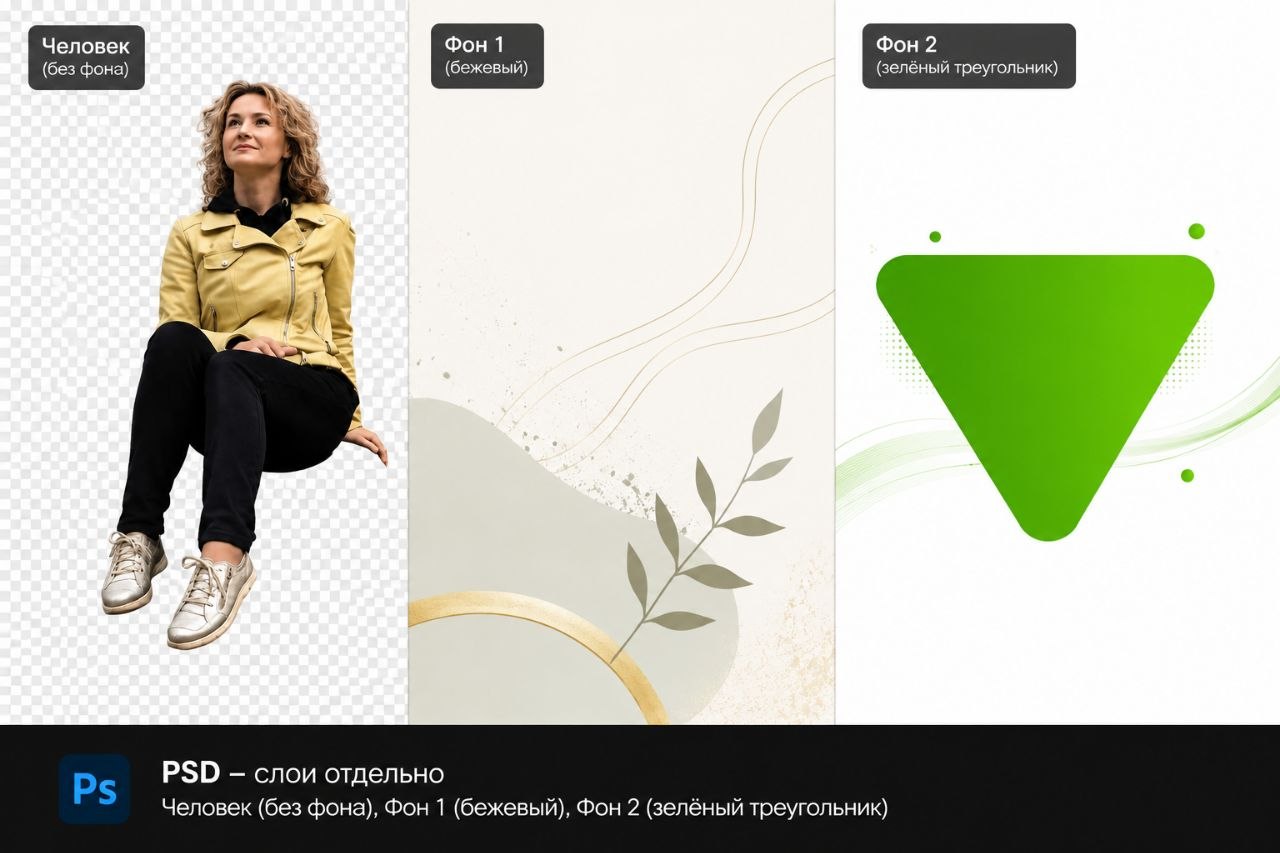 Человек
(без фона)
Фон 1
(бежевый)
Фон 2
(зелёный треугольник)
Ps
PSD – слои отдельно
Человек (без фона), Фон 1 (бежевый), Фон 2 (зелёный треугольник)